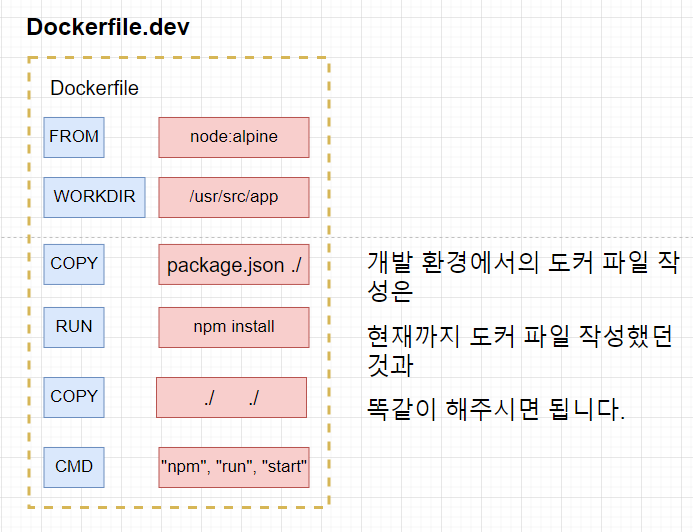 Dockerfile.dev
Dockerfile
FROM node:alpine
WORKDIR /usr/src/app
COPY package.json ./
RUN npm install
COPY ./ ./
CMD "npm", "run", "start"
개발 환경에서의 도커 파일 작
성은
현재까지 도커 파일 작성했던
것과
똑같이 해주시면 됩니다.